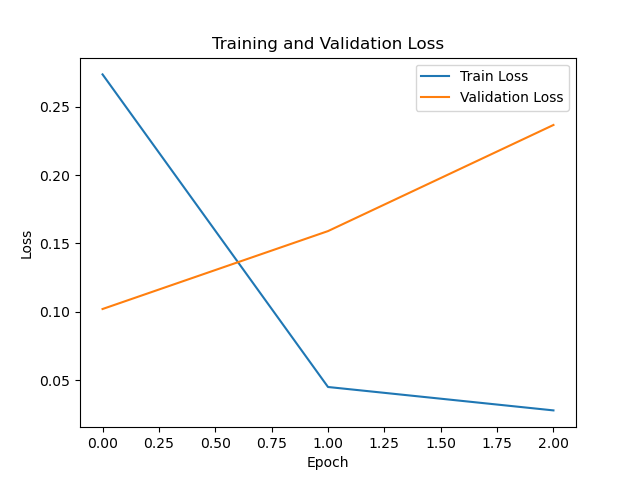 Training and Validation Loss
Train Loss
Validation Loss
0.25
0.20
0.15
0.10
0.05
Loss
0.00 0.25 0.50 0.75 1.00 1.25 1.50 1.75 2.00
Epoch